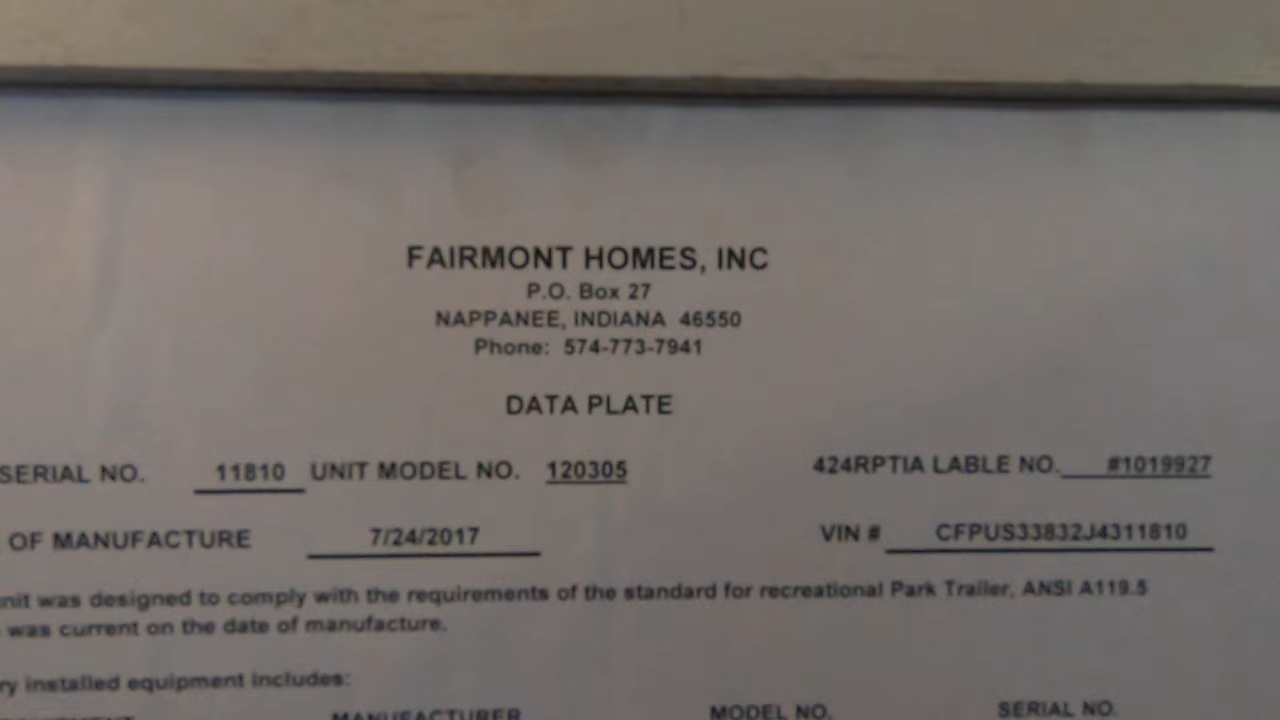 FAIRMONT HOMES, INC
P.O. Box 27
NAPPANEE, INDIANA 46550
Phone: 574-773-7941
DATA PLATE
SERIAL NO. 11810 UNIT MODEL NO. 120305 424RPTIA LABLE NO. #1019927
OF MANUFACTURE 7/24/2017 VIN # CFPUS33832J4311810
nit was designed to comply with the requirements of the standard for recreational Park Trailer, ANSI A119.5
was current on the date of manufacture.
ry installed equipment includes:
MANUFACTURER MODEL NO. SERIAL NO.